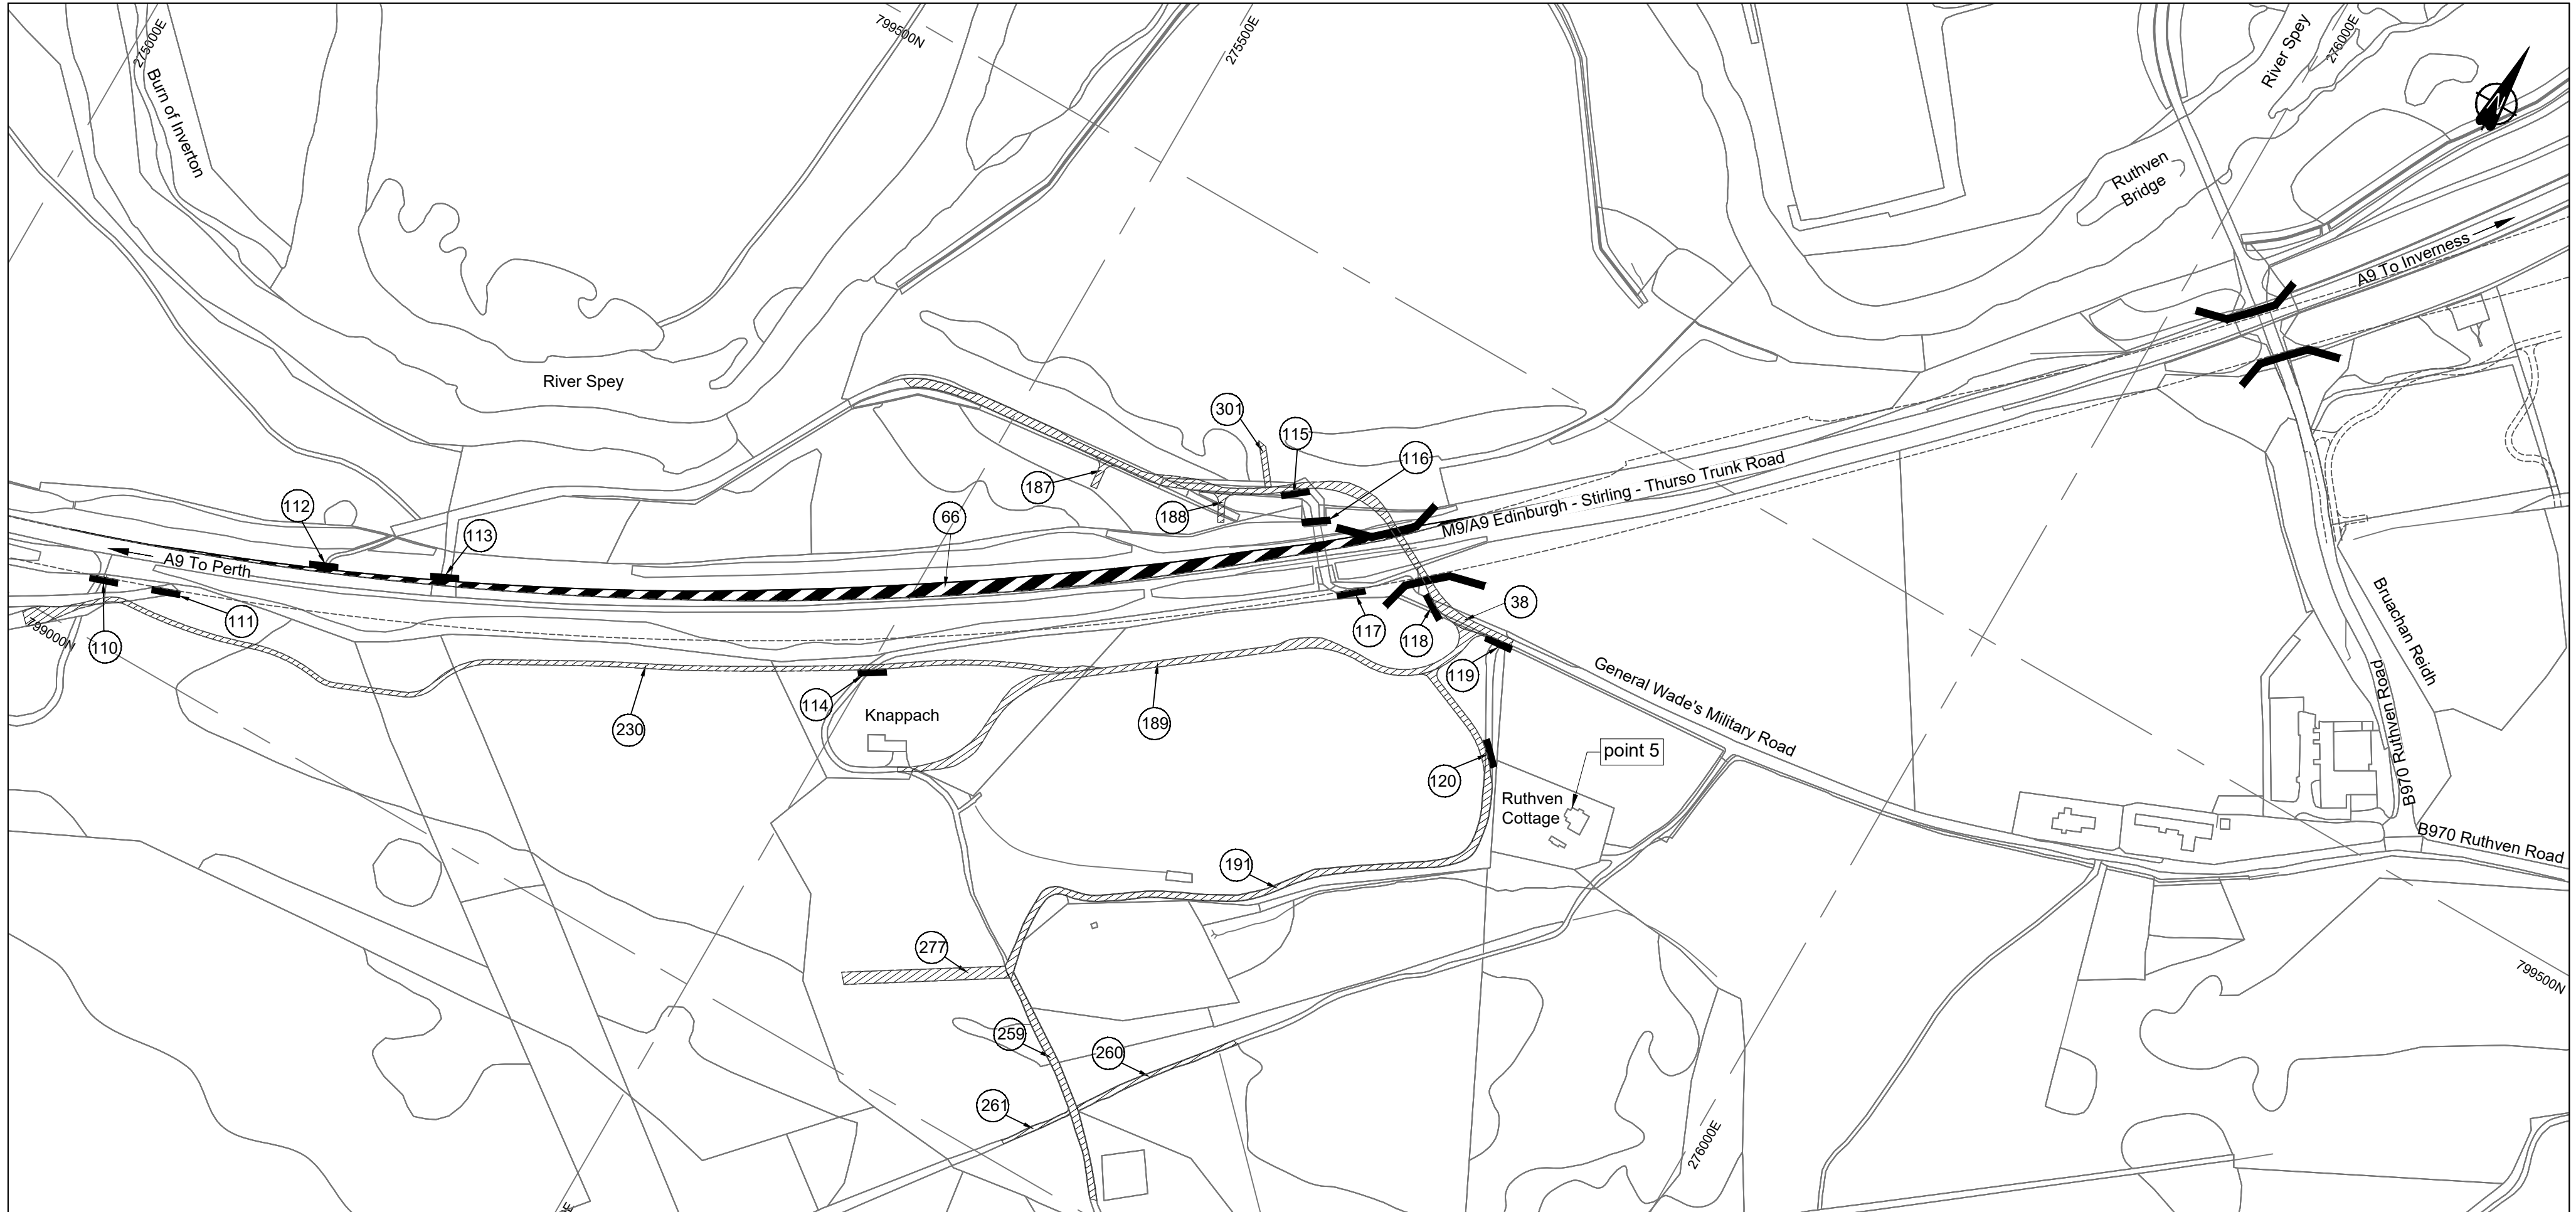 275000E
799500N
275500E
River Spey
276000E
Burn of Inverton
N
Ruthven
Bridge
A9 To Inverness
River Spey
301
115
116
187
188
M9/A9 Edinburgh - Stirling - Thurso Trunk Road
112
113
66
A9 To Perth
110
111
799000N
117
118
38
119
114
Knappach
230
189
General Wade's Military Road
Bruachan Reidh
B970 Ruthven Road
point 5
120
Ruthven
Cottage
B970 Ruthven Road
191
277
799500N
259
260
261
276000E